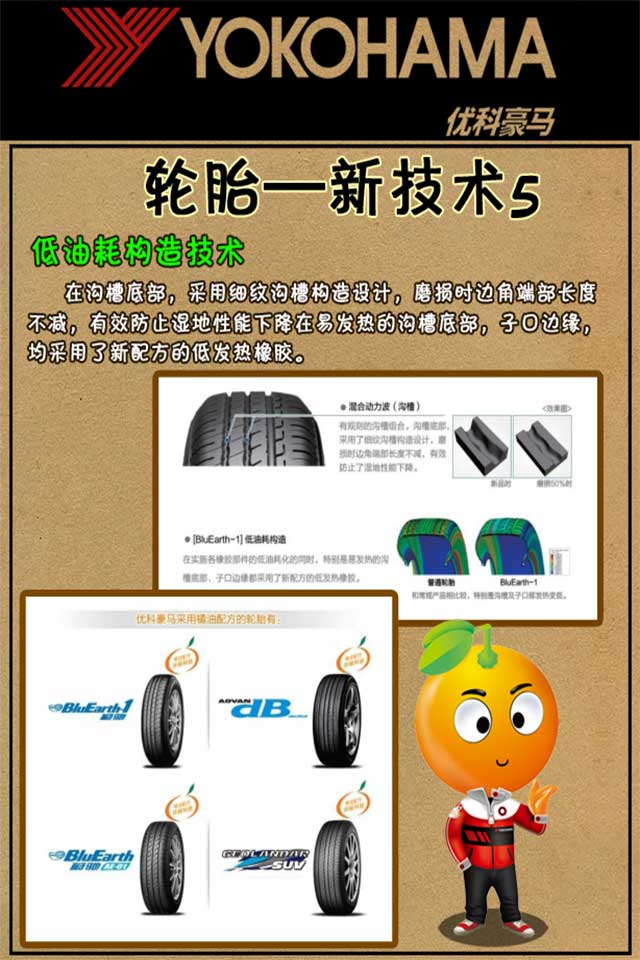 YOKOHAMA
优科豪马
轮胎—新技术5
低油耗构造技术
在沟槽底部，采用细纹沟槽构造设计，磨损时边角端部长度
不减，有效防止湿地性能下降在易发热的沟槽底部，子口边缘，
均采用了新配方的低发热橡胶。
●混合动力波（沟槽）
<效果图>
有规则的沟槽组合。沟槽底部，
采用了细纹沟槽构造设计，磨
损时边角端部长度不减，有效
防止了湿地性能下降。
新品时
磨损50%时
●[BluEarth-1] 低油耗构造
在实施各橡胶部件的低油耗化的同时，特别是易发热的沟
槽底部、子口边缘都采用了新配方的低发热橡胶。
普通轮胎
BluEarth-1
和常规产品相比较，特别是沟槽及子口部发热变低。
优科豪马采用橘油配方的轮胎有：
BluEarth-1
ADVAN
dB
BluEarth
AE-01
GEOLANDAR
SUV
YOKOHAMA